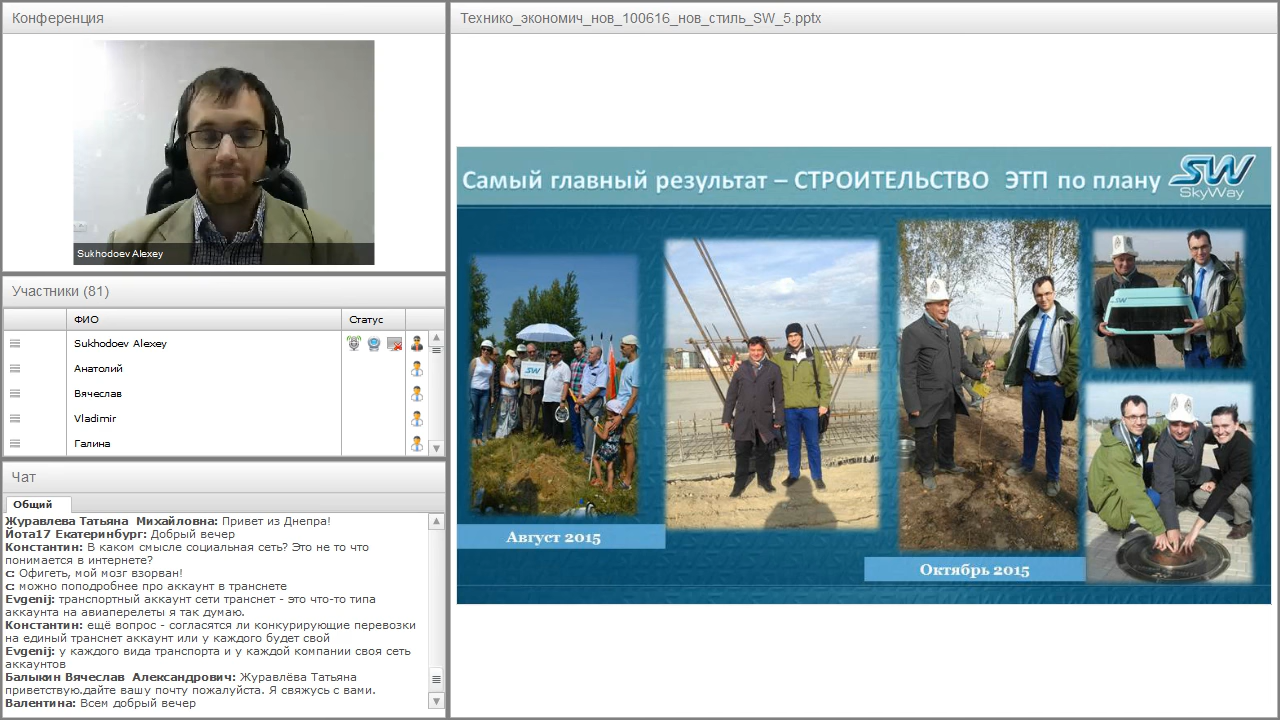 Конференция
Sukhodoev Alexey
Участники (81)
ФИО
Статус
Sukhodoev Alexey
Анатолий
Вячеслав
Vladimir
Галина
Чат
Общий
Журавлева Татьяна Михайловна: Привет из Днепра!
Йота17 Екатеринбург: Добрый вечер
Константин: В каком смысле социальная сеть? Это не то что
понимается в интернете?
с: Офигеть, мой мозг взорван!
с: можно поподробнее про аккаунт в транснете
Evgenij: транспортный аккаунт сети транснет - это что-то типа
аккаунта на авиаперелеты я так думаю.
Константин: ещё вопрос - согласятся ли конкурирующие перевозки
на единый транснет аккаунт или у каждого будет свой
Evgenij: у каждого вида транспорта и у каждой компании своя сеть
аккаунтов
Балыкин Вячеслав Александрович: Журавлёва Татьяна
приветствую.дайте вашу почту пожалуйста. Я свяжусь с вами.
Валентина: Всем добрый вечер
Технико_экономич_нов_100616_нов_стиль_SW_5.pptx
Самый главный результат – СТРОИТЕЛЬСТВО ЭТП по плану
SW
SkyWay
SW
SW
Август 2015
Октябрь 2015